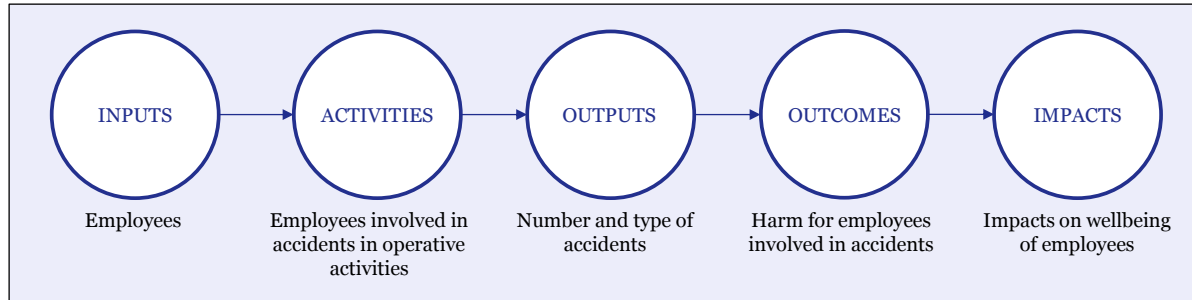 INPUTS
ACTIVITIES
OUTPUTS
OUTCOMES
IMPACTS
Employees
Employees involved in
accidents in operative
activities
Number and type of
accidents
Harm for employees
involved in accidents
Impacts on wellbeing
of employees